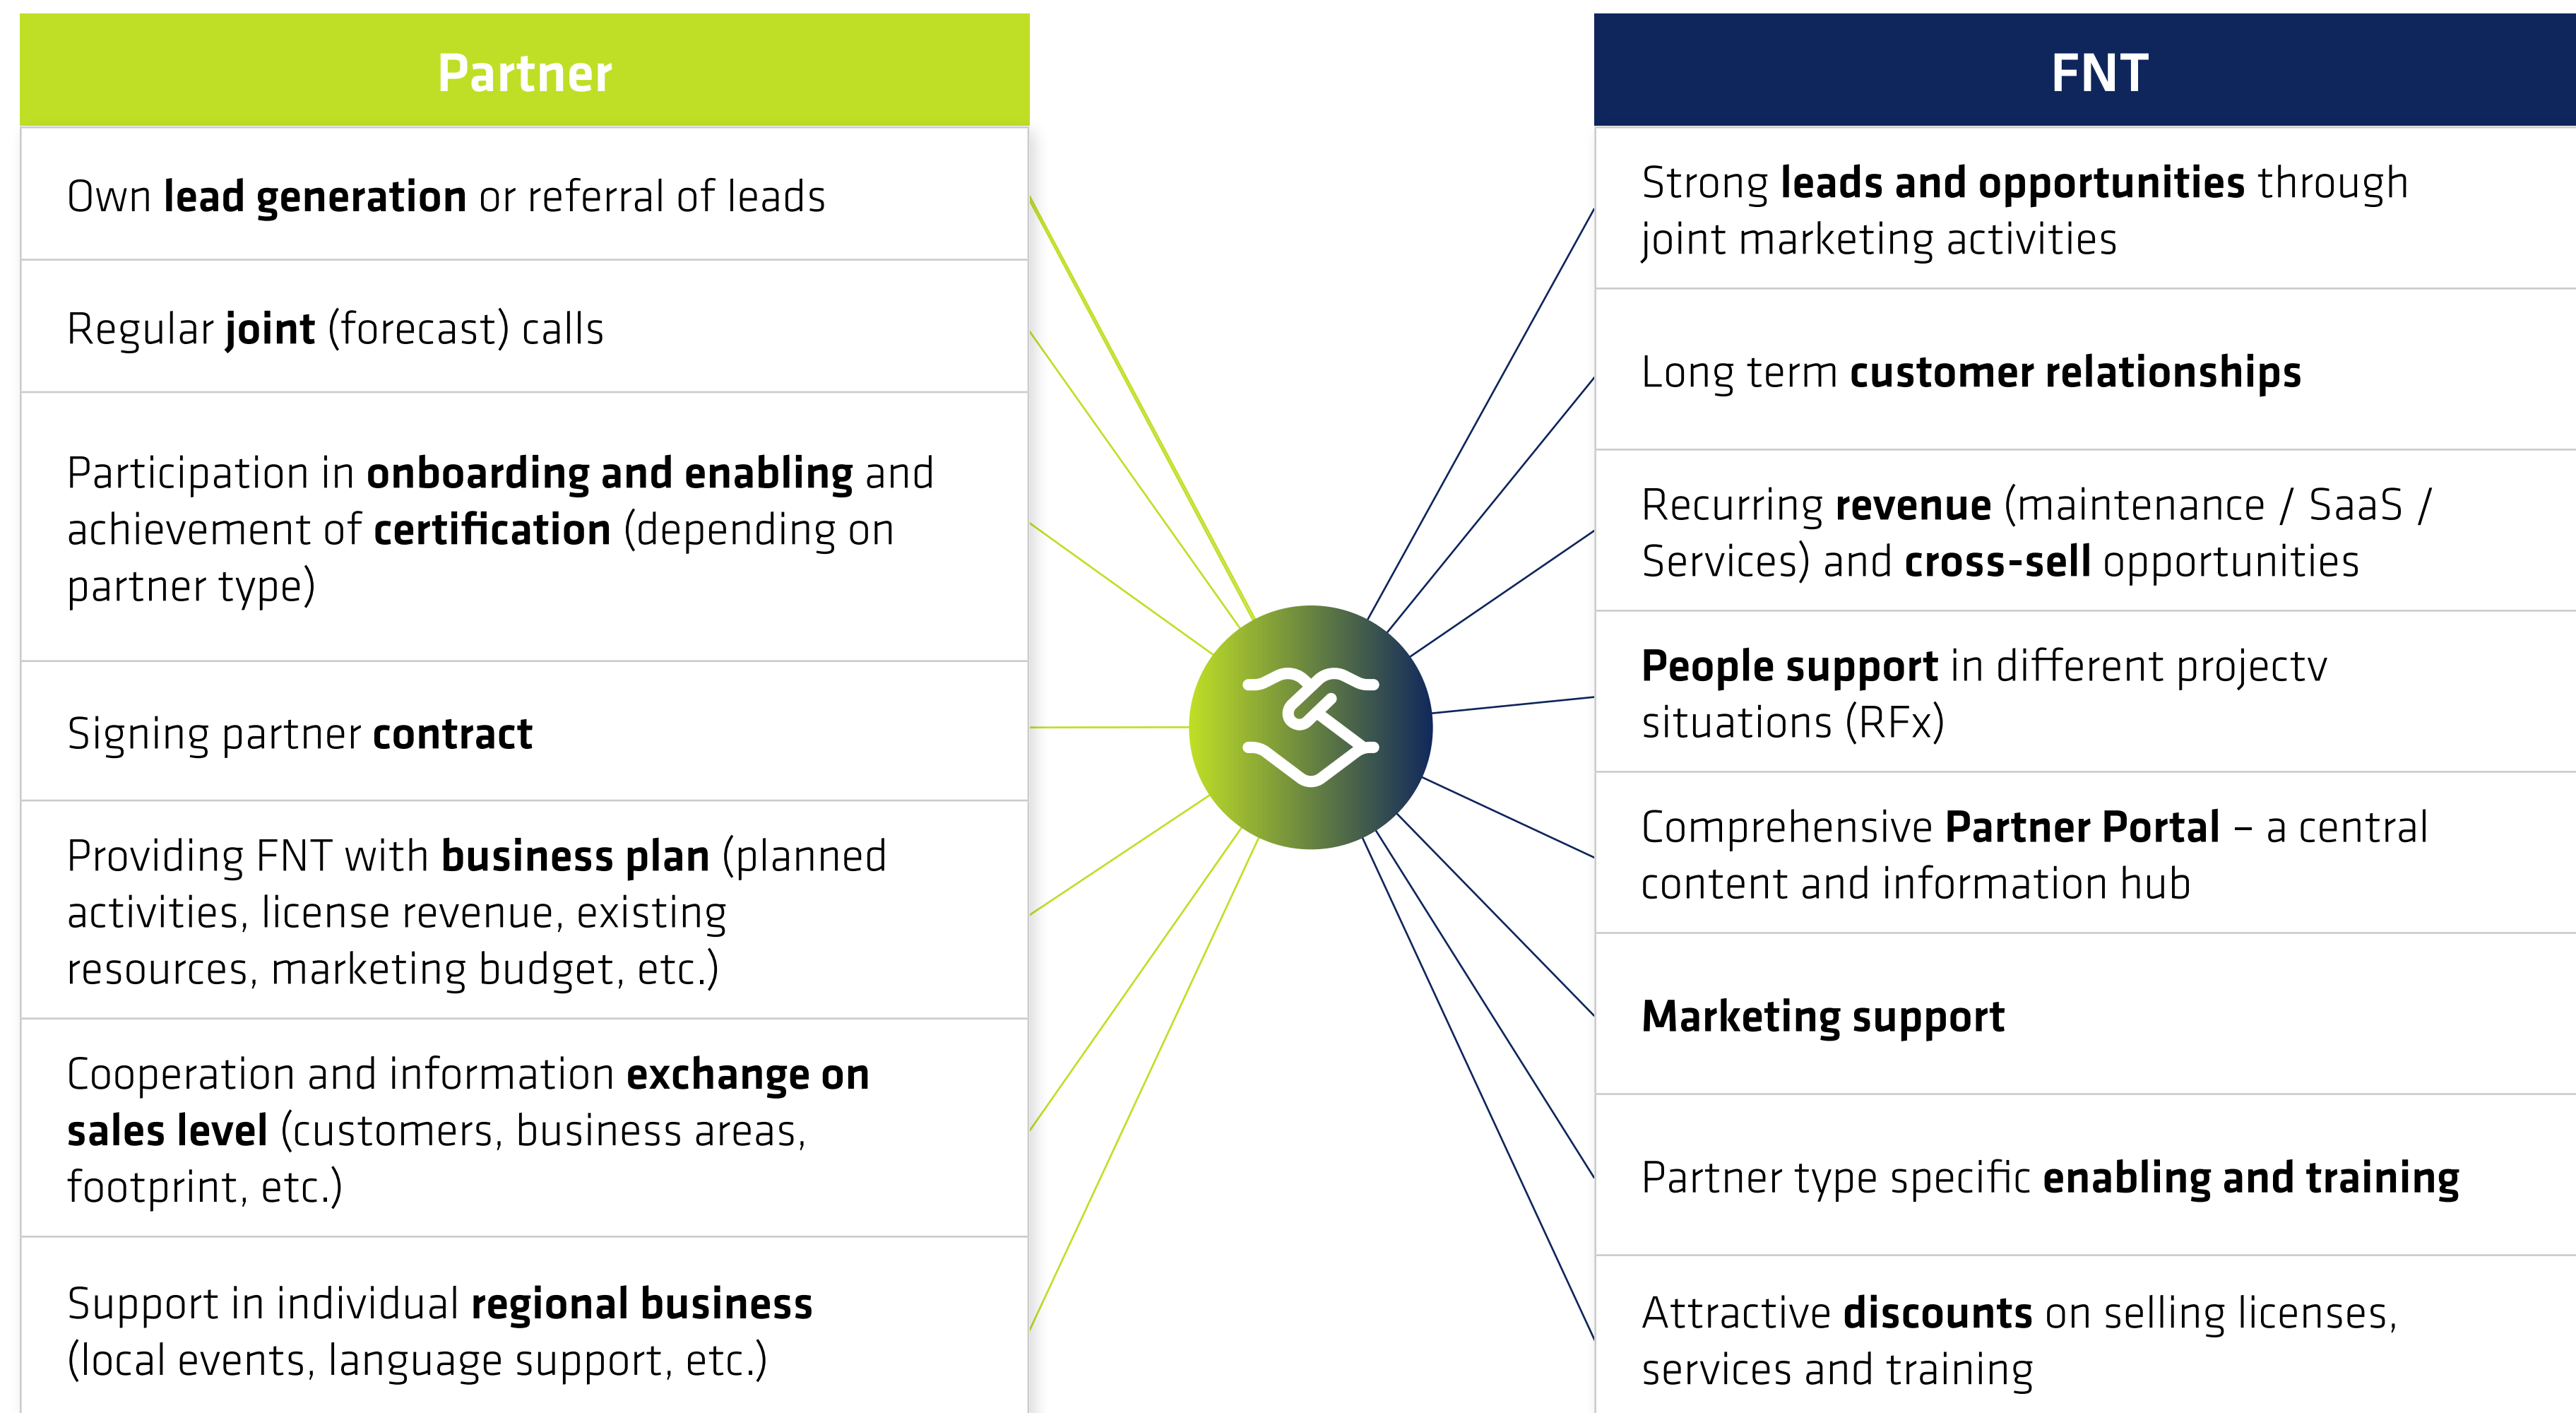 Partner
Own lead generation or referral of leads
Regular joint (forecast) calls
Participation in onboarding and enabling and
achievement of certification (depending on
partner type)
Signing partner contract
Providing FNT with business plan (planned
activities, license revenue, existing
resources, marketing budget, etc.)
Cooperation and information exchange on
sales level (customers, business areas,
footprint, etc.)
Support in individual regional business
(local events, language support, etc.)
FNT
Strong leads and opportunities through
joint marketing activities
Long term customer relationships
Recurring revenue (maintenance / SaaS /
Services) and cross-sell opportunities
People support in different projectv
situations (RFx)
Comprehensive Partner Portal – a central
content and information hub
Marketing support
Partner type specific enabling and training
Attractive discounts on selling licenses,
services and training